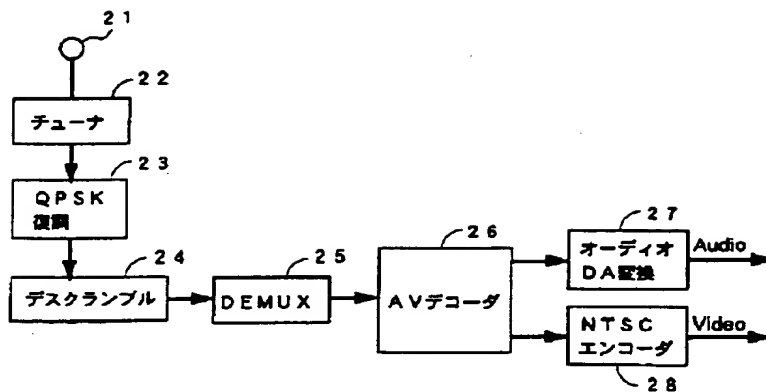 21
22
チューナ
23
QPSK
復調
24
デスクランブル
25
DEMUX
26
AVデコーダ
27
オーディオ
DA変換
Audio
NTSC
エンコーダ
Video
28